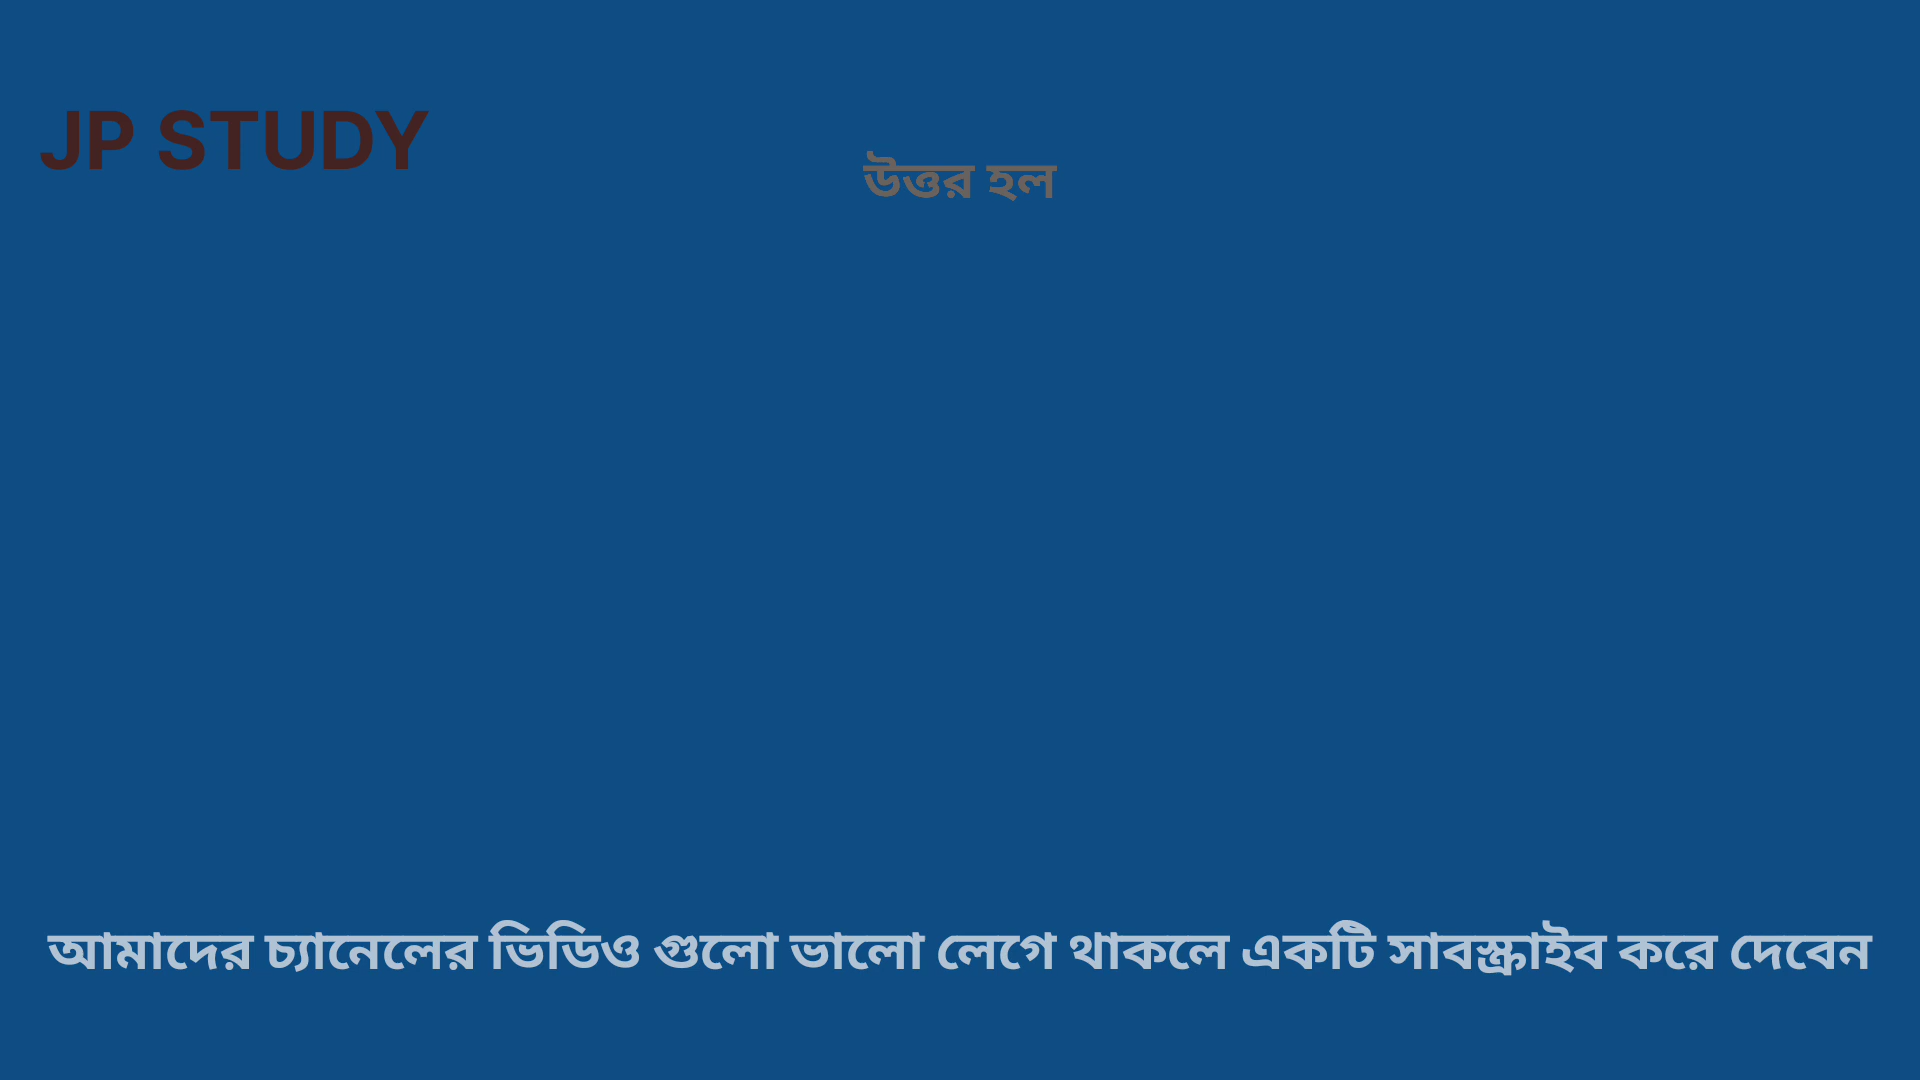 JP STUDY
উত্তর হল
আমাদের চ্যানেলের ভিডিও গুলো ভালো লেগে থাকলে একটি সাবস্ক্রাইব করে দেবেন